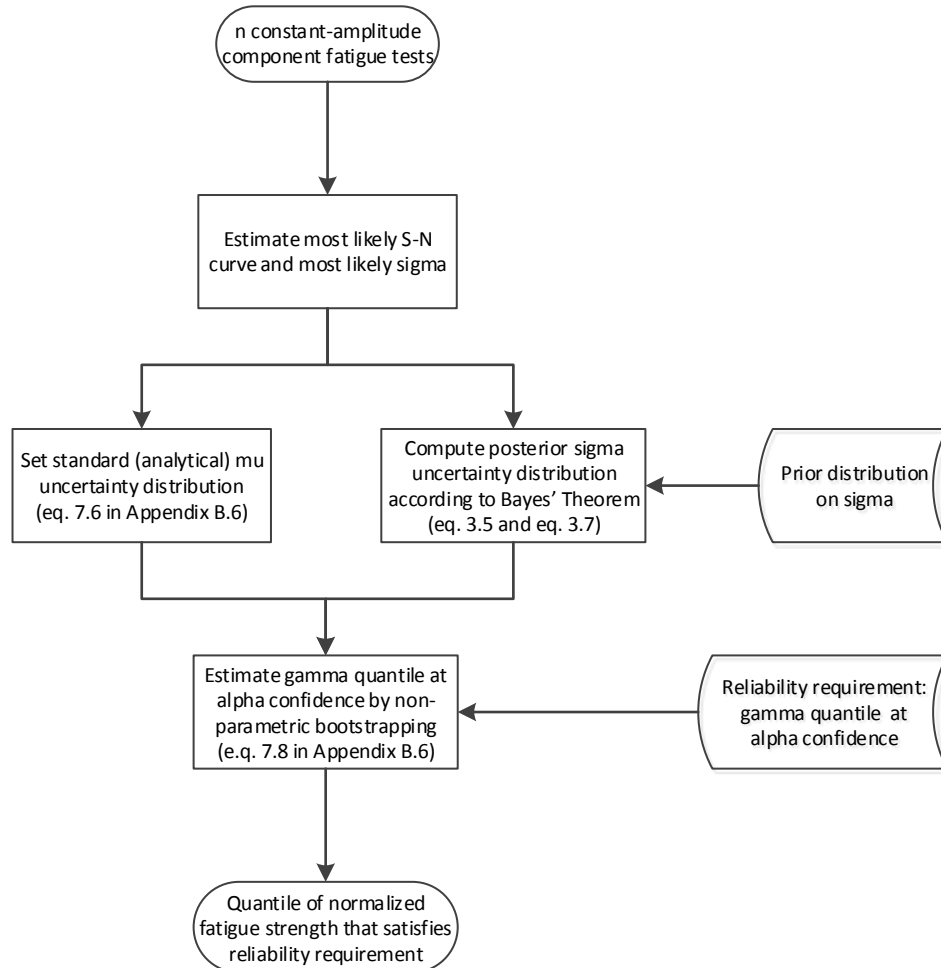 n constant-amplitude
component fatigue tests
Estimate most likely S-N
curve and most likely sigma
Set standard (analytical) mu
uncertainty distribution
(eq. 7.6 in Appendix B.6)
Compute posterior sigma
uncertainty distribution
according to Bayes’ Theorem
(eq. 3.5 and eq. 3.7)
Prior distribution
on sigma
Estimate gamma quantile at
alpha confidence by non-
parametric bootstrapping
(e.q. 7.8 in Appendix B.6)
Reliability requirement:
gamma quantile at
alpha confidence
Quantile of normalized
fatigue strength that satisfies
reliability requirement